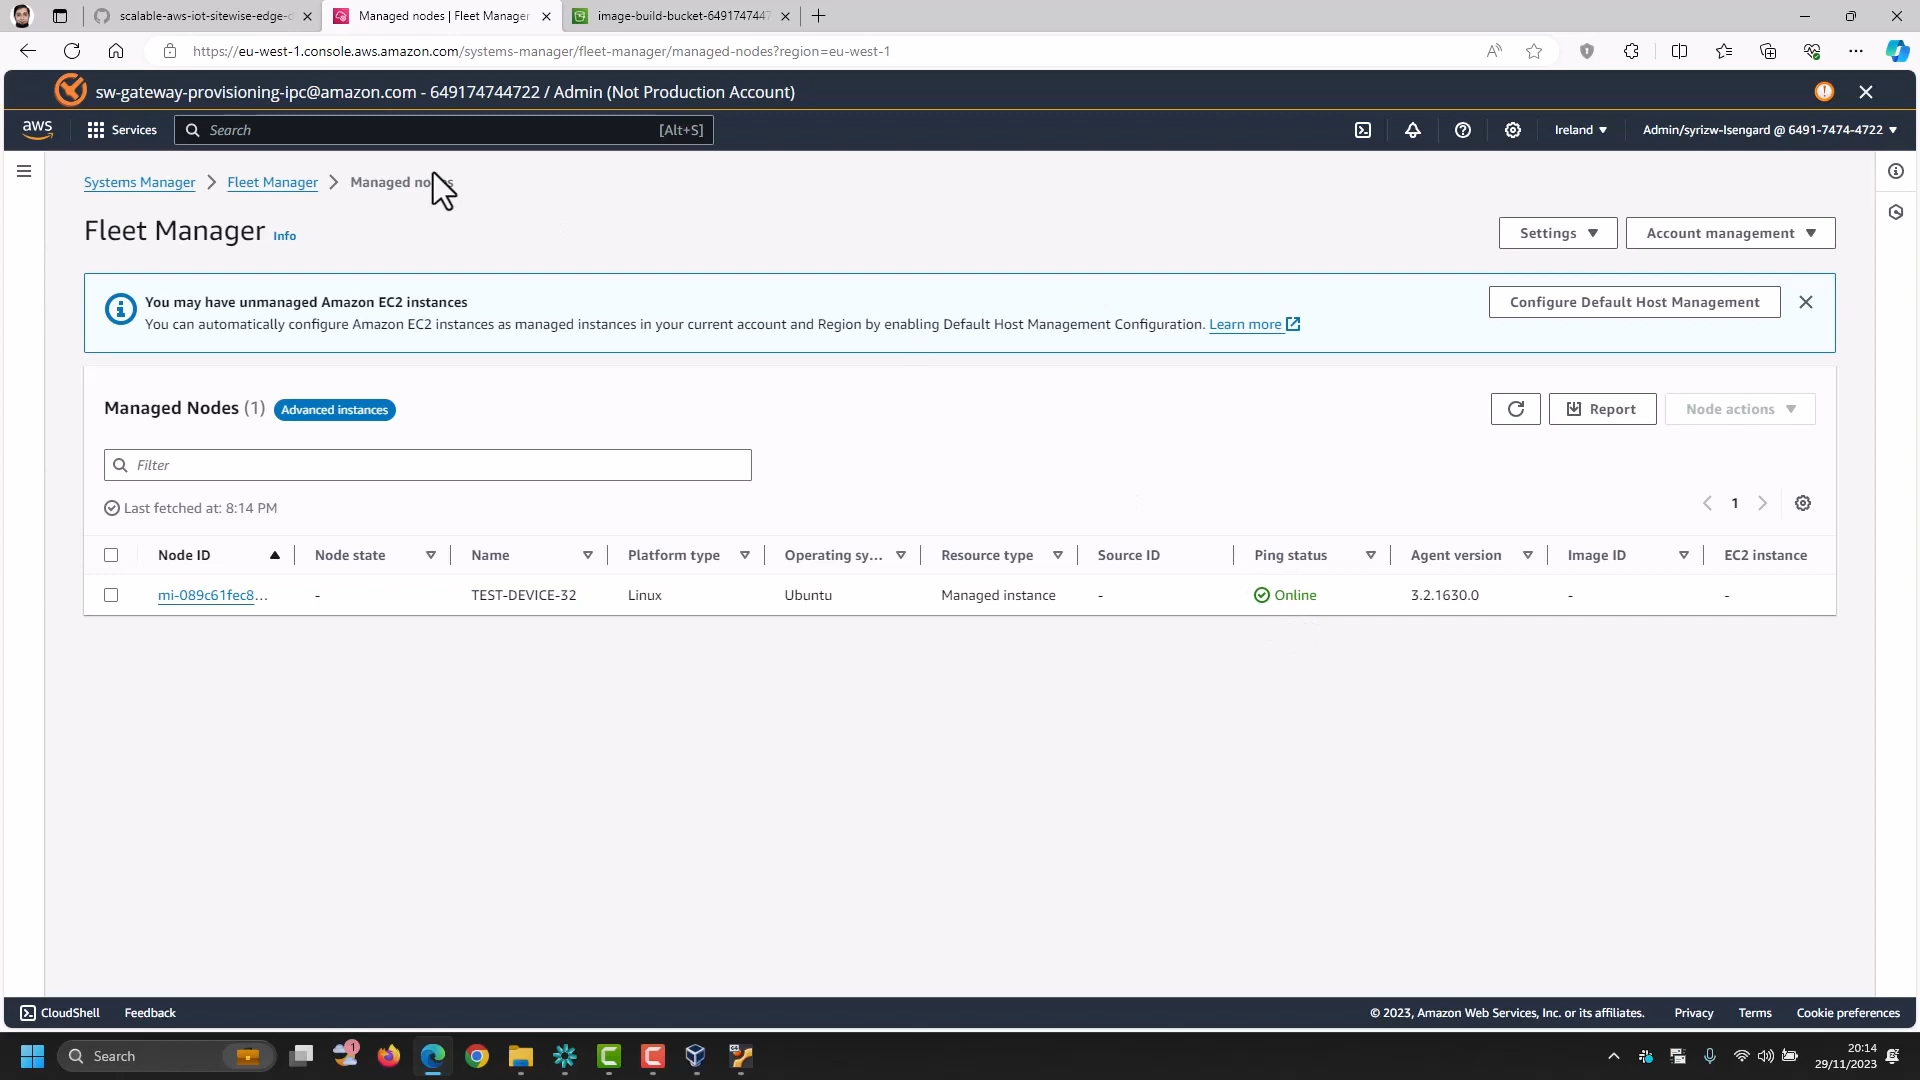 scalable-aws-iot-sitewise-edge-c
Managed nodes | Fleet Manager
image-build-bucket-6491747447
https://eu-west-1.console.aws.amazon.com/systems-manager/fleet-manager/managed-nodes?region=eu-west-1
sw-gateway-provisioning-ipc@amazon.com - 649174744722 / Admin (Not Production Account)
aws Services Search [Alt+S] Ireland Admin/syrizw-Isengard @ 6491-7474-4722
Systems Manager Fleet Manager Managed nodes
Fleet Manager Info
Settings Account management
You may have unmanaged Amazon EC2 instances
You can automatically configure Amazon EC2 instances as managed instances in your current account and Region by enabling Default Host Management Configuration. Learn more
Configure Default Host Management
Managed Nodes (1) Advanced instances
Report Node actions
Filter
Last fetched at: 8:14 PM
1
Node ID Node state Name Platform type Operating sy... Resource type Source ID Ping status Agent version Image ID EC2 instance
mi-089c61fec8... - TEST-DEVICE-32 Linux Ubuntu Managed instance - Online 3.2.1630.0 - -
CloudShell Feedback © 2023, Amazon Web Services, Inc. or its affiliates. Privacy Terms Cookie preferences
Search 1 20:14
29/11/2023